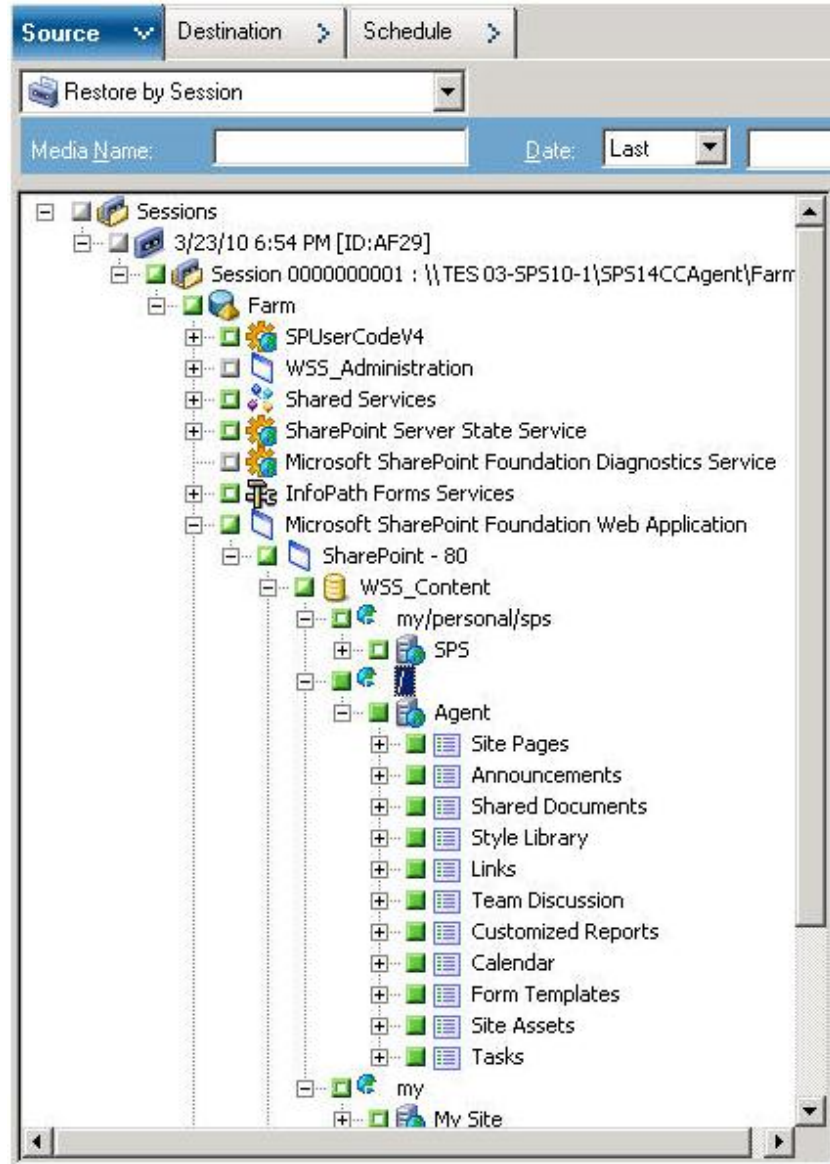 Source Destination Schedule
Restore by Session
Media Name: Date: Last
Sessions
3/23/10 6:54 PM [ID:AF29]
Session 0000000001 : \\TES 03-SPS10-1\SPS14CCAgent\Farm
Farm
SPUserCodeV4
WSS_Administration
Shared Services
SharePoint Server State Service
Microsoft SharePoint Foundation Diagnostics Service
InfoPath Forms Services
Microsoft SharePoint Foundation Web Application
SharePoint - 80
WSS_Content
my/personal/sps
SPS
/
Agent
Site Pages
Announcements
Shared Documents
Style Library
Links
Team Discussion
Customized Reports
Calendar
Form Templates
Site Assets
Tasks
my
My Site